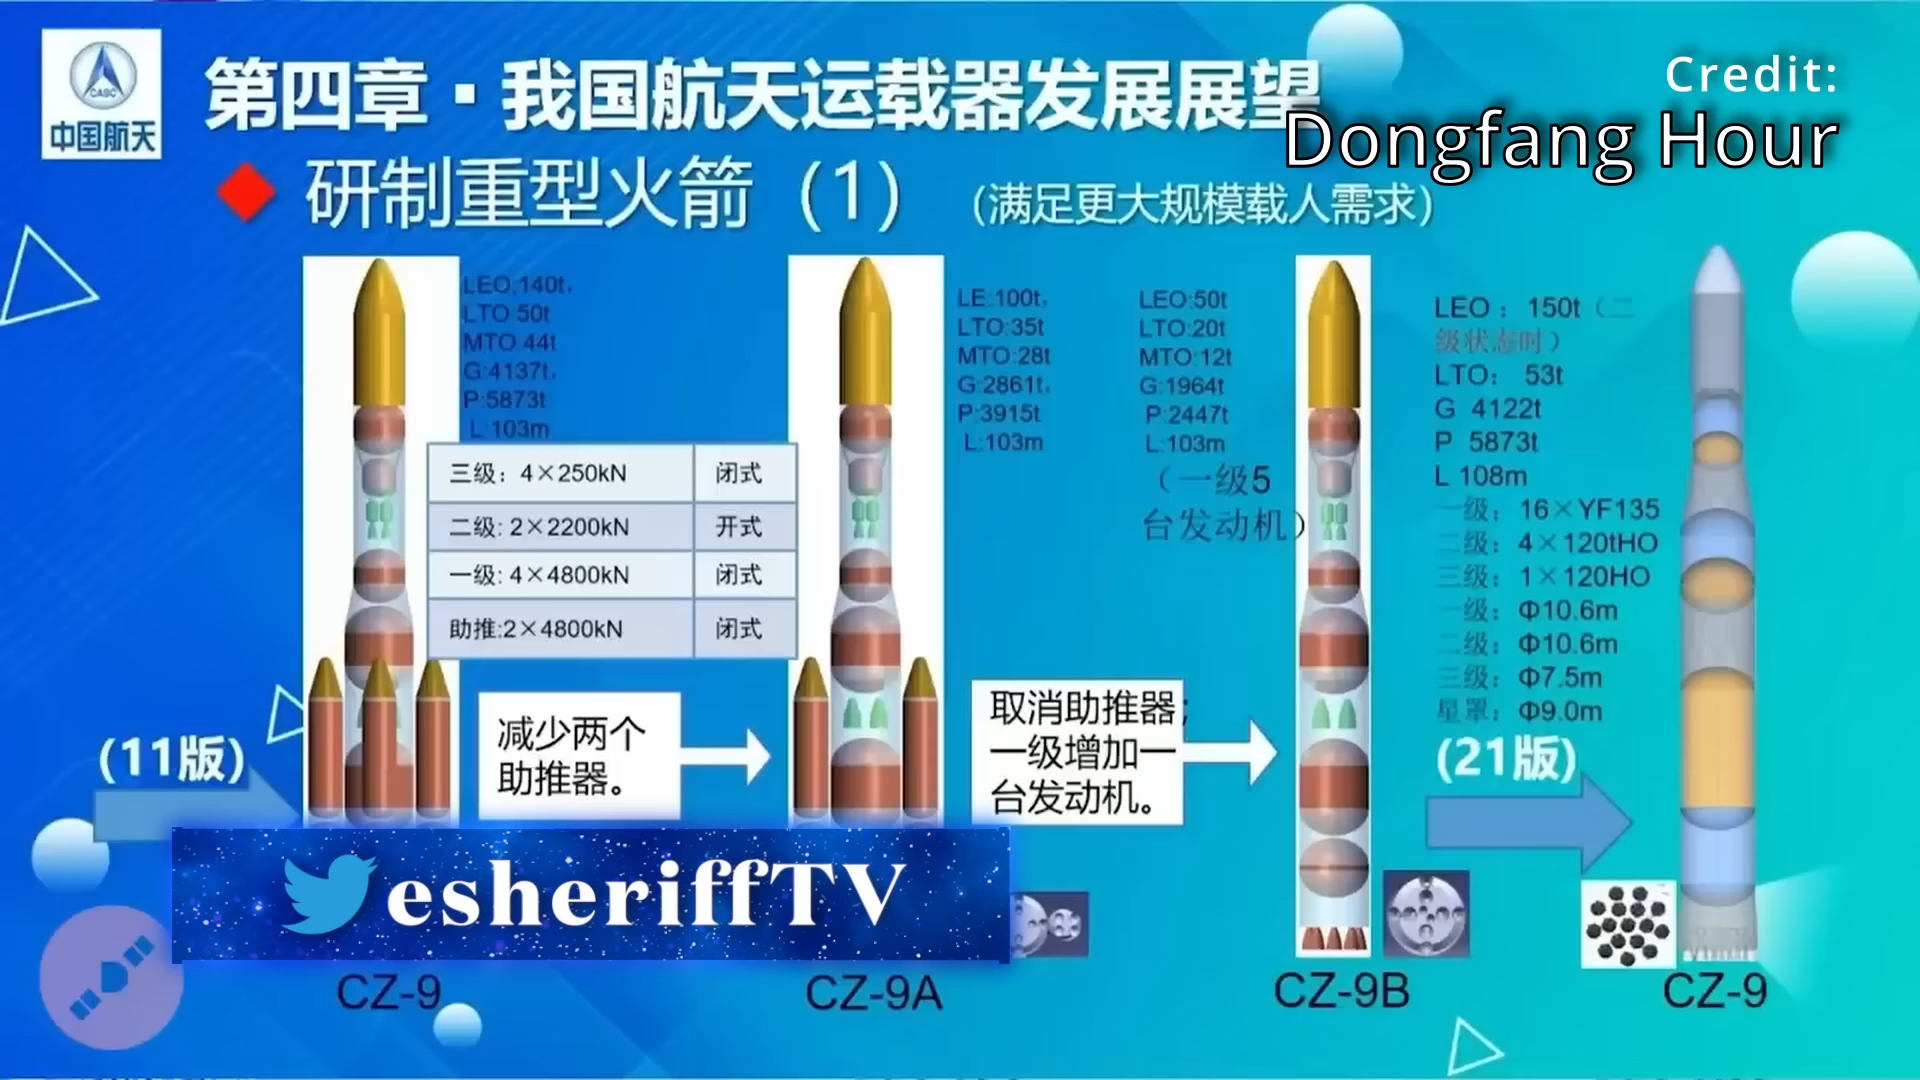 CASC
中国航天
第四章·我国航天运载器发展展望
Credit:
Dongfang Hour
研制重型火箭（1）
(满足更大规模载人需求)
LEO:140t,
LTO 50t
MTO 44t
G:4137t,
P:5873t
L:103m
三级：4×250kN 闭式
二级: 2×2200kN 开式
一级: 4×4800kN 闭式
助推:2×4800kN 闭式
LE:100t,
LTO:35t
MTO:28t
G:2861t,
P:3915t
L:103m
LEO:50t
LTO:20t
MTO:12t
G:1964t
P:2447t
L:103m
（一级5
台发动机）
LEO：150t（二
级状态时）
LTO： 53t
G 4122t
P 5873t
L 108m
一级：16×YF135
二级：4×120tHO
三级：1×120HO
一级：Φ10.6m
二级：Φ10.6m
三级：Φ7.5m
星罩：Φ9.0m
(11版)
减少两个
助推器。
取消助推器;
一级增加一
台发动机。
(21版)
esheriffTV
CZ-9
CZ-9A
CZ-9B
CZ-9